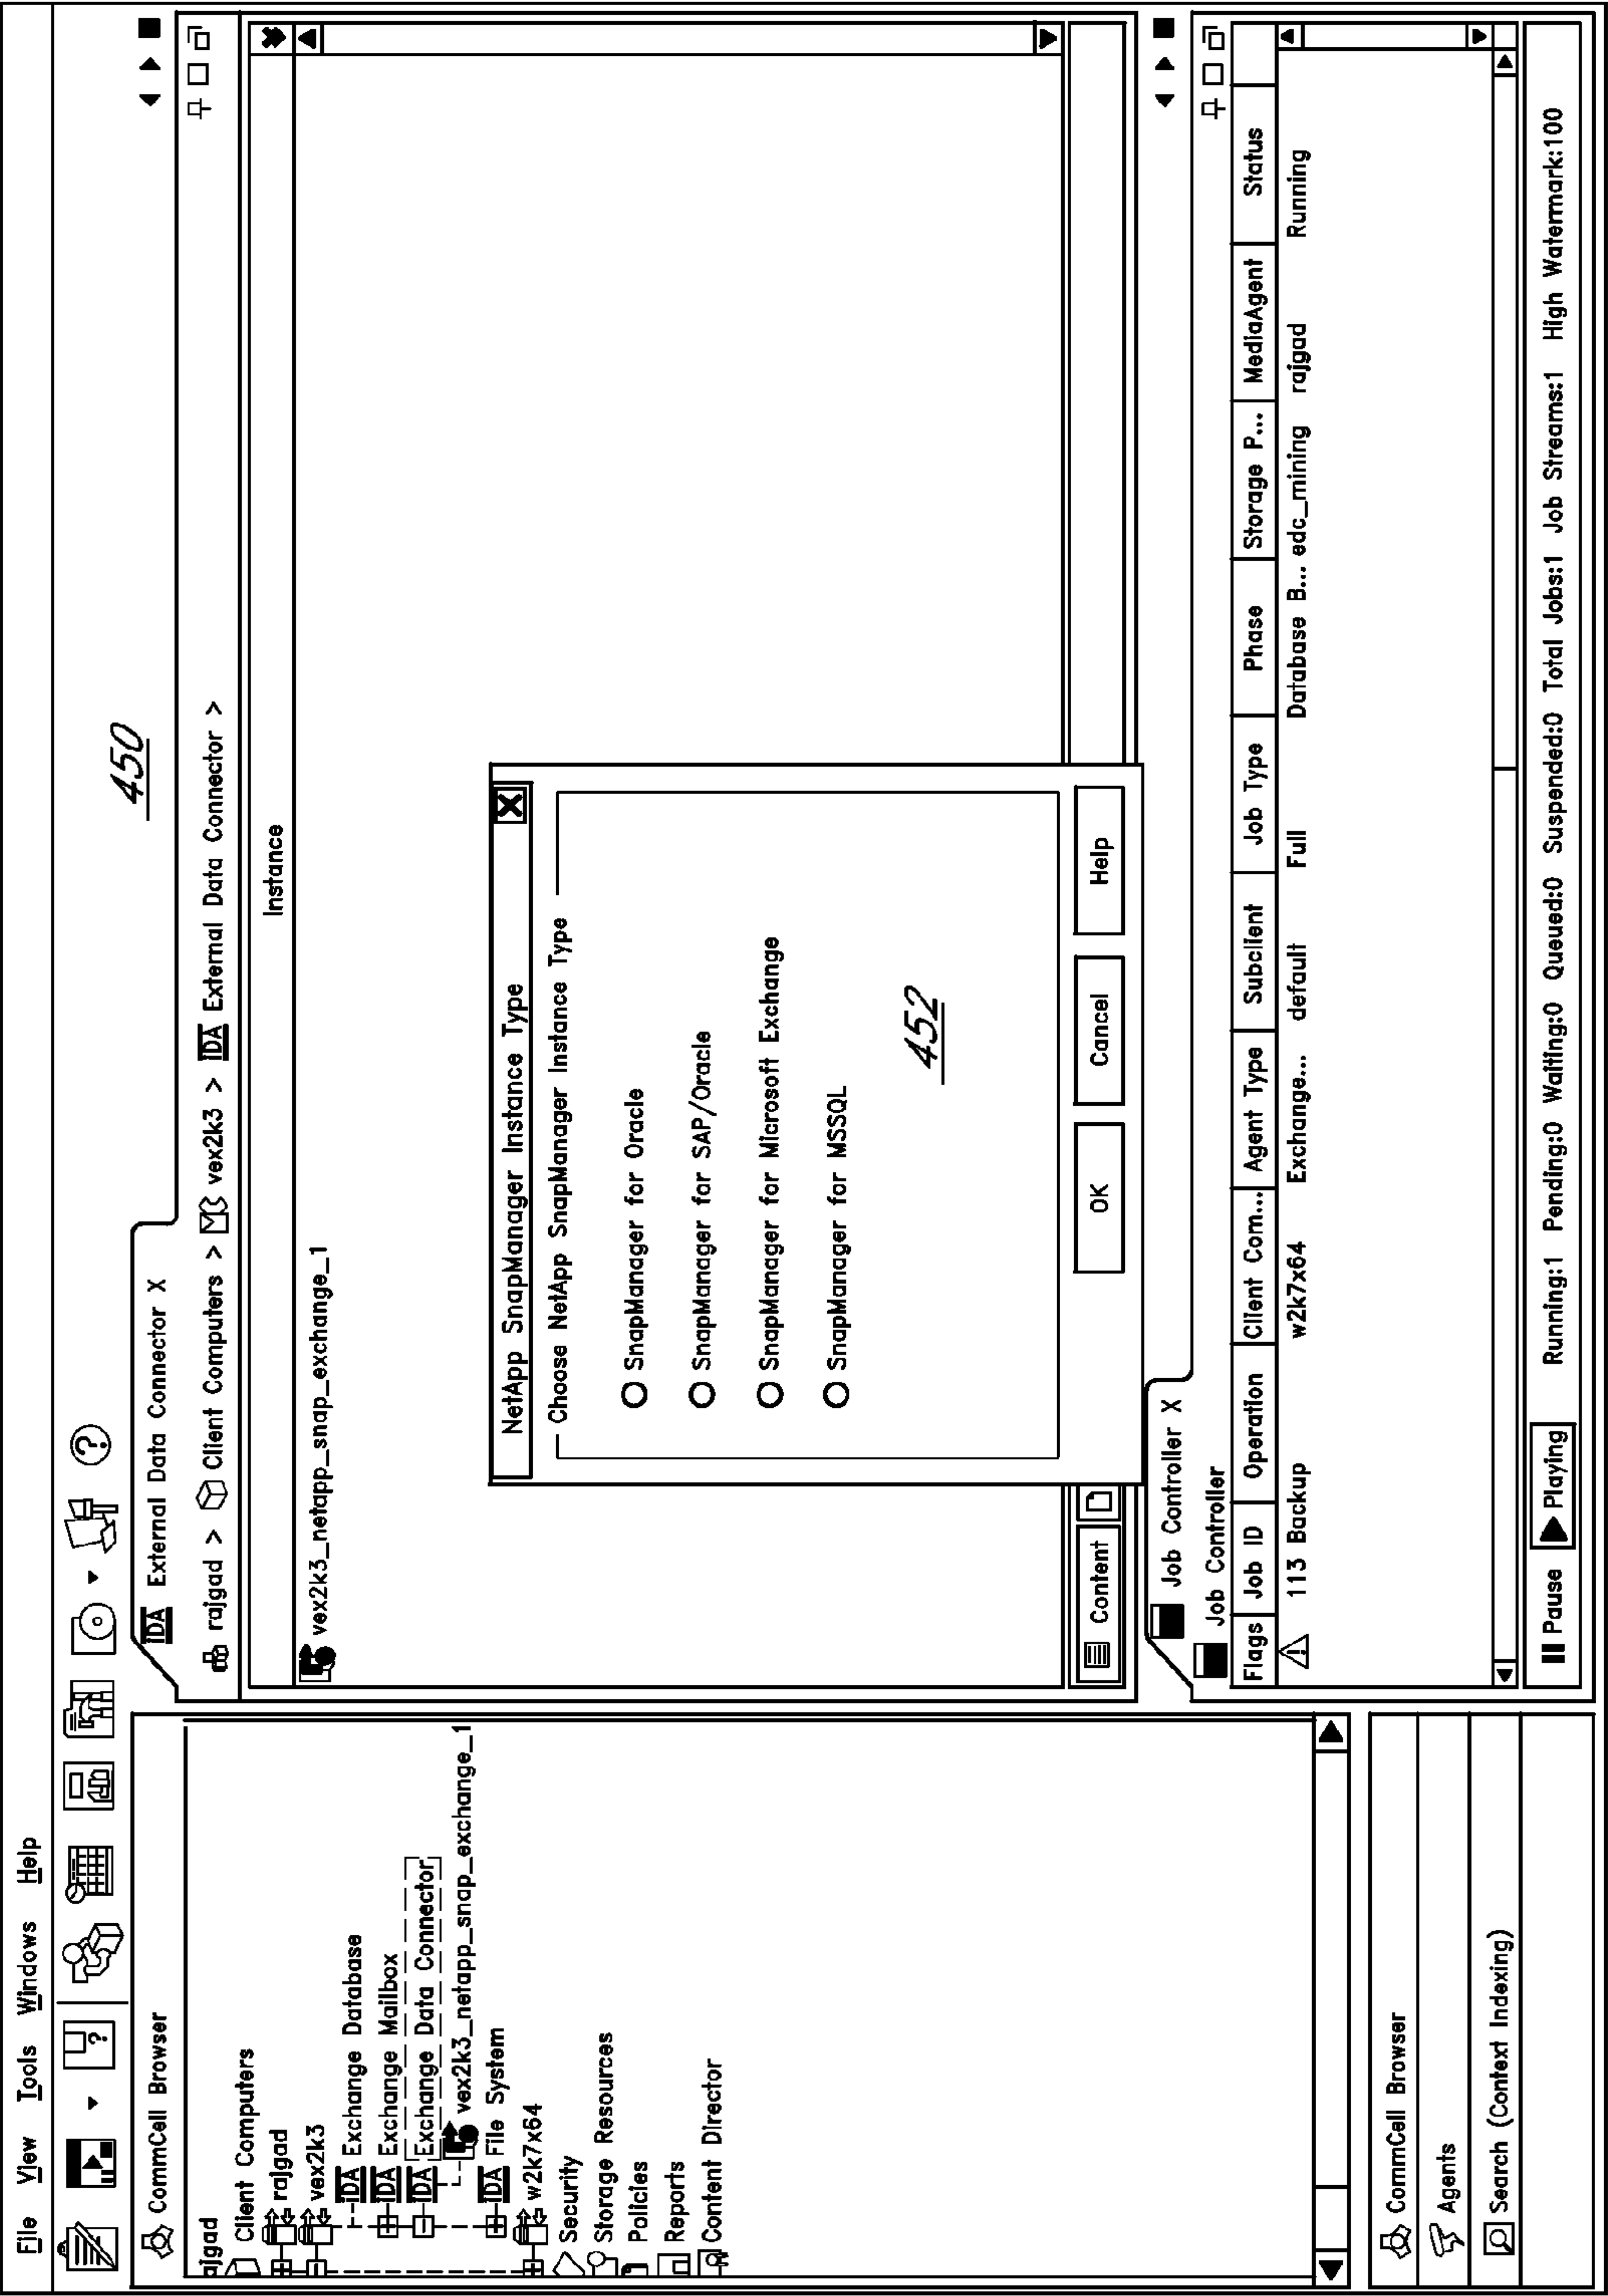 File View Tools Windows Help
450
CommCell Browser
rajgad
Client Computers
rajgad
vex2k3
iDA Exchange Database
iDA Exchange Mailbox
iDA Exchange Data Connector
vex2k3_netapp_snap_exchange_1
iDA File System
w2k7x64
Security
Storage Resources
Policies
Reports
Content Director
CommCell Browser
Agents
Search (Context Indexing)
iDA External Data Connector X
rajgad > Client Computers > vex2k3 > iDA External Data Connector >
Instance
vex2k3_netapp_snap_exchange_1
NetApp SnapManager Instance Type X
Choose NetApp SnapManager Instance Type
SnapManager for Oracle
SnapManager for SAP/Oracle
SnapManager for Microsoft Exchange
SnapManager for MSSQL
452
OK Cancel Help
Content
Job Controller X
Job Controller
Flags Job ID Operation Client Com... Agent Type Subclient Job Type Phase Storage P... MediaAgent Status
113 Backup w2k7x64 Exchange... default Full Database B... edc_mining rajgad Running
Pause Playing Running:1 Pending:0 Waiting:0 Queued:0 Suspended:0 Total Jobs:1 Job Streams:1 High Watermark:100